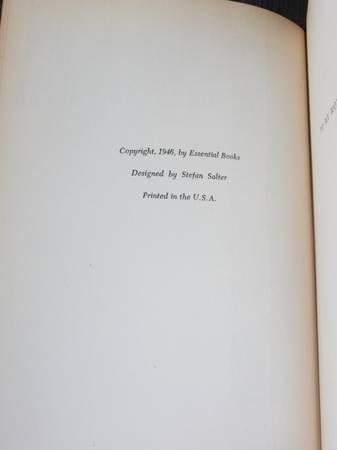 Copyright, 1946, by Essential Books
Designed by Stefan Salter
Printed in the U.S.A.